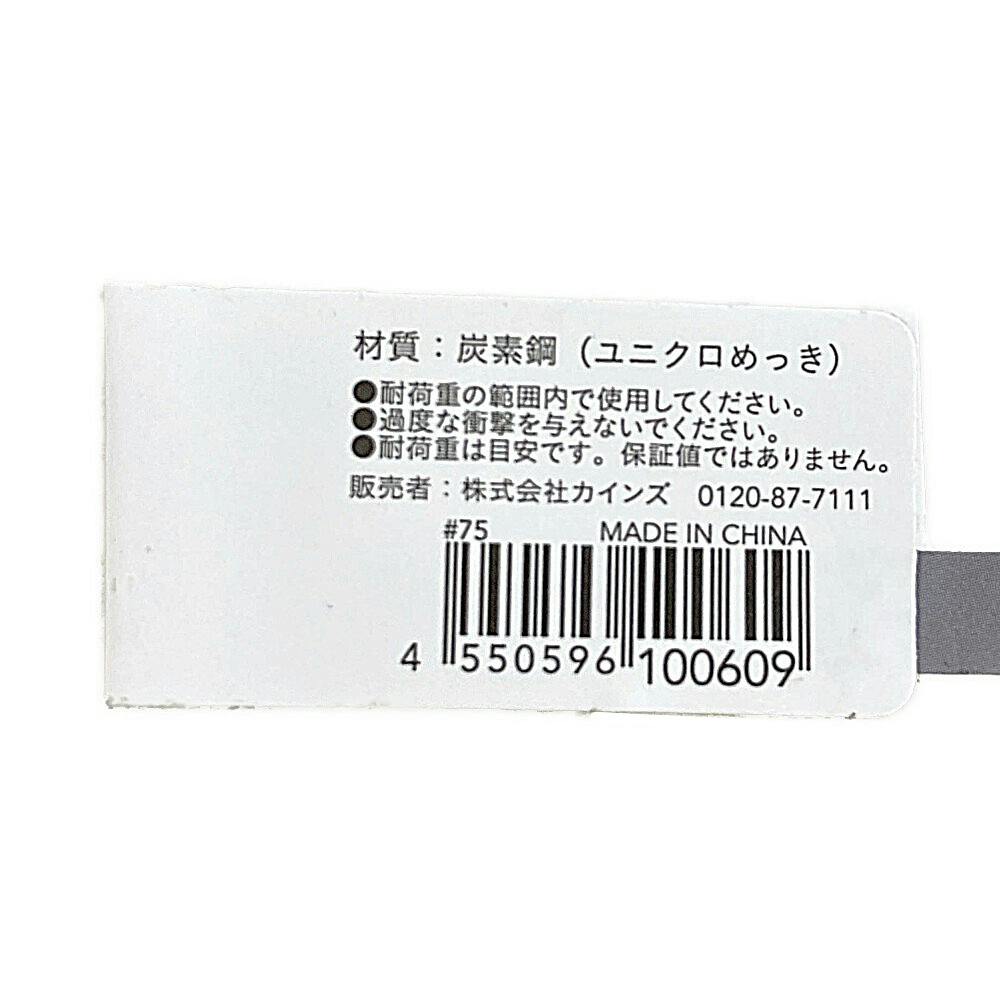 材質：炭素鋼（ユニクロめっき）
●耐荷重の範囲内で使用してください。
●過度な衝撃を与えないでください。
●耐荷重は目安です。保証値ではありません。
販売者：株式会社カインズ　0120-87-7111
#75 MADE IN CHINA
4 550596 100609